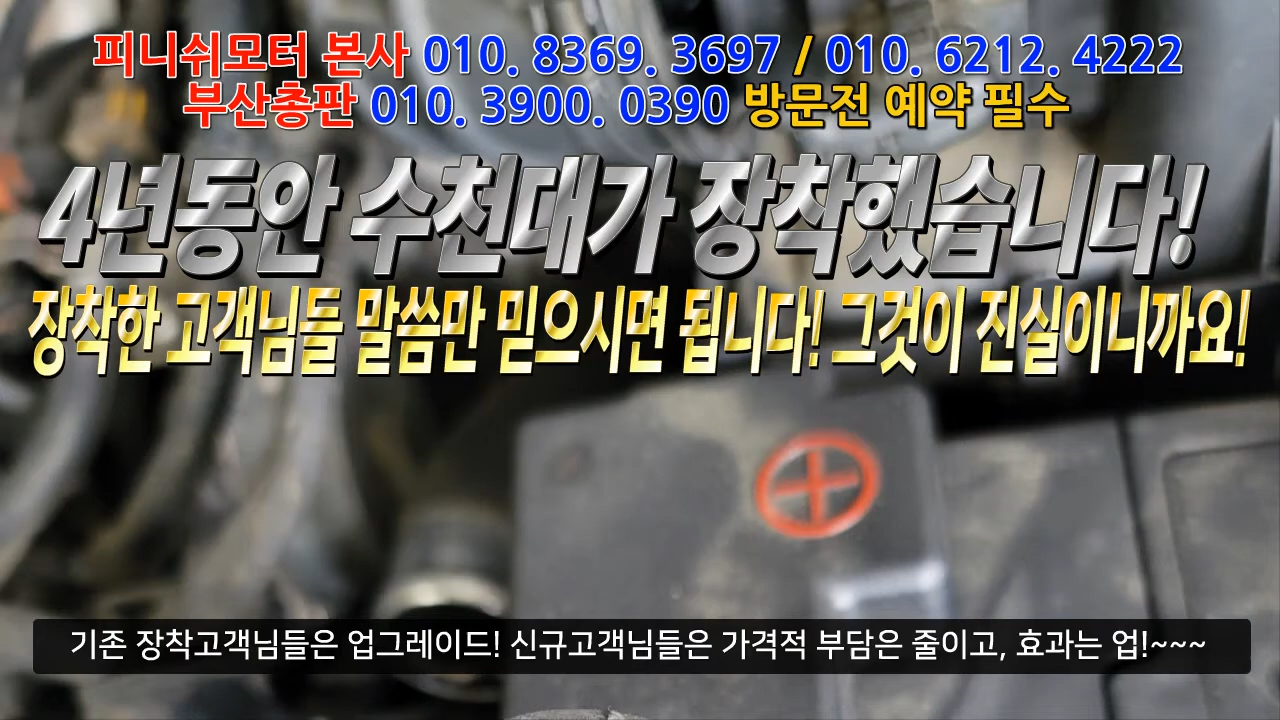 피니쉬모터 본사 010. 8369. 3697 / 010. 6212. 4222
부산총판 010. 3900. 0390 방문전 예약 필수
4년동안 수천대가 장착했습니다!
장착한 고객님들 말씀만 믿으시면 됩니다! 그것이 진실이니까요!
기존 장착고객님들은 업그레이드! 신규고객님들은 가격적 부담은 줄이고, 효과는 업!~~~